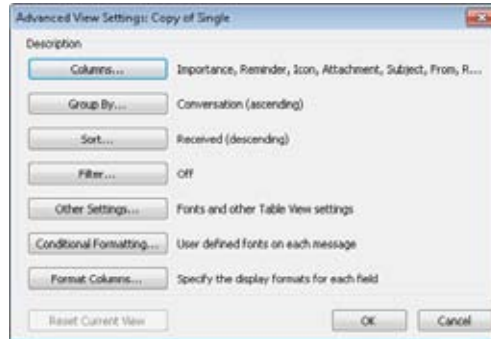 Advanced View Settings: Copy of Single
Description
Columns... Importance, Reminder, Icon, Attachment, Subject, From, R...
Group By... Conversation (ascending)
Sort... Received (descending)
Filter... Off
Other Settings... Fonts and other Table View settings
Conditional Formatting... User defined fonts on each message
Format Columns... Specify the display formats for each field
Reset Current View OK Cancel